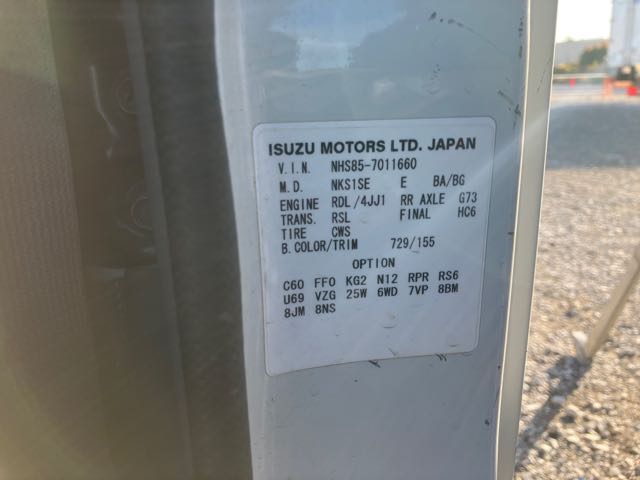 ISUZU MOTORS LTD. JAPAN
V.I.N. NHS85-7011660
M.D. NKS1SE E BA/BG
ENGINE RDL/4JJ1 RR AXLE G73
TRANS. RSL FINAL HC6
TIRE CWS
B.COLOR/TRIM 729/155
OPTION
C60 FF0 KG2 N12 RPR RS6
U69 VZG 25W 6WD 7VP 8BM
8JM 8NS